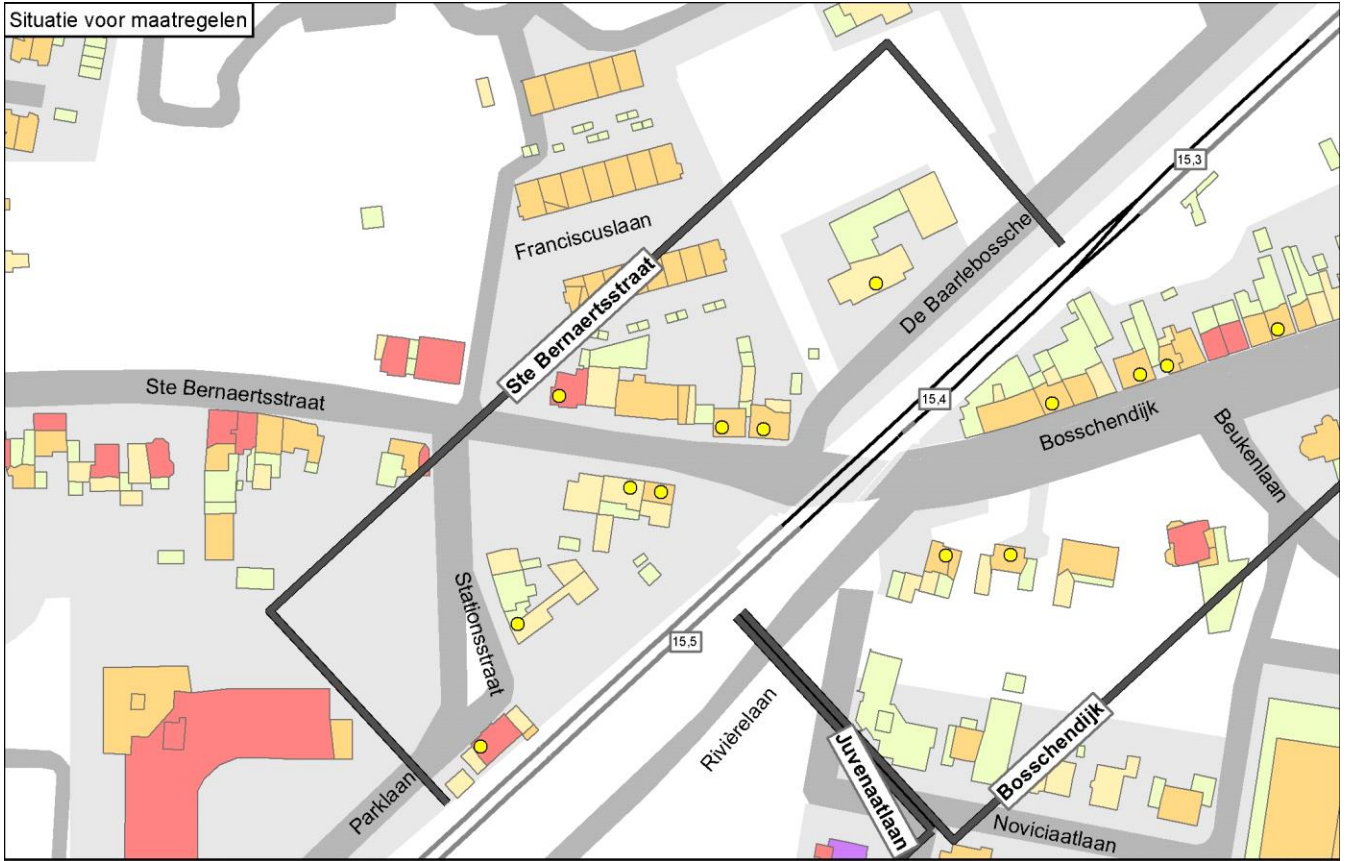 Situatie voor maatregelen
15,3
Franciscuslaan
De Baarlebossche
Ste Bernaertsstraat
Ste Bernaertsstraat
15,4
Bosschendijk
Beukenlaan
Stationsstraat
15,5
Rivièrelaan
Juvenaatlaan
Bosschendijk
Parklaan
Noviciaatlaan